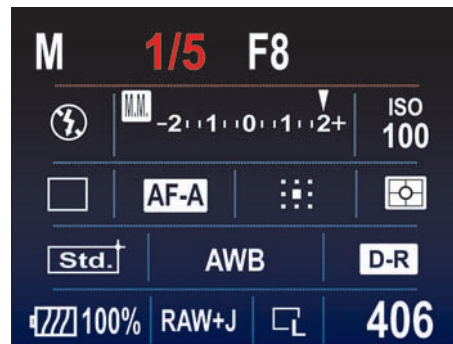 M 1/5 F8
M.M. -2 1 0 1 2+ ISO 100
AF-A
Std.+ AWB D-R
100% RAW+J L 406